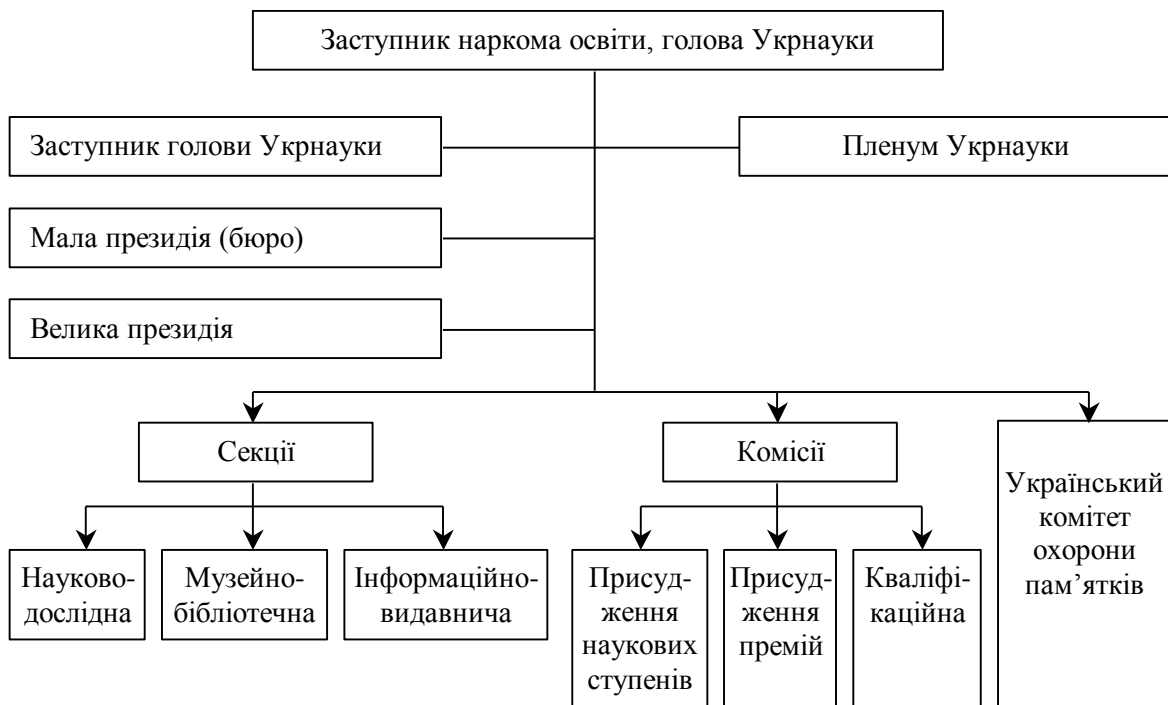 Заступник наркома освіти, голова Укрнауки
Заступник голови Укрнауки
Пленум Укрнауки
Мала президія (бюро)
Велика президія
Секції
Комісії
Український
комітет
охорони
пам’ятків
Науково-
дослідна
Музейно-
бібліотечна
Інформаційно-
видавнича
Присуд-
ження
наукових
ступенів
Присуд-
ження
премій
Кваліфі-
каційна